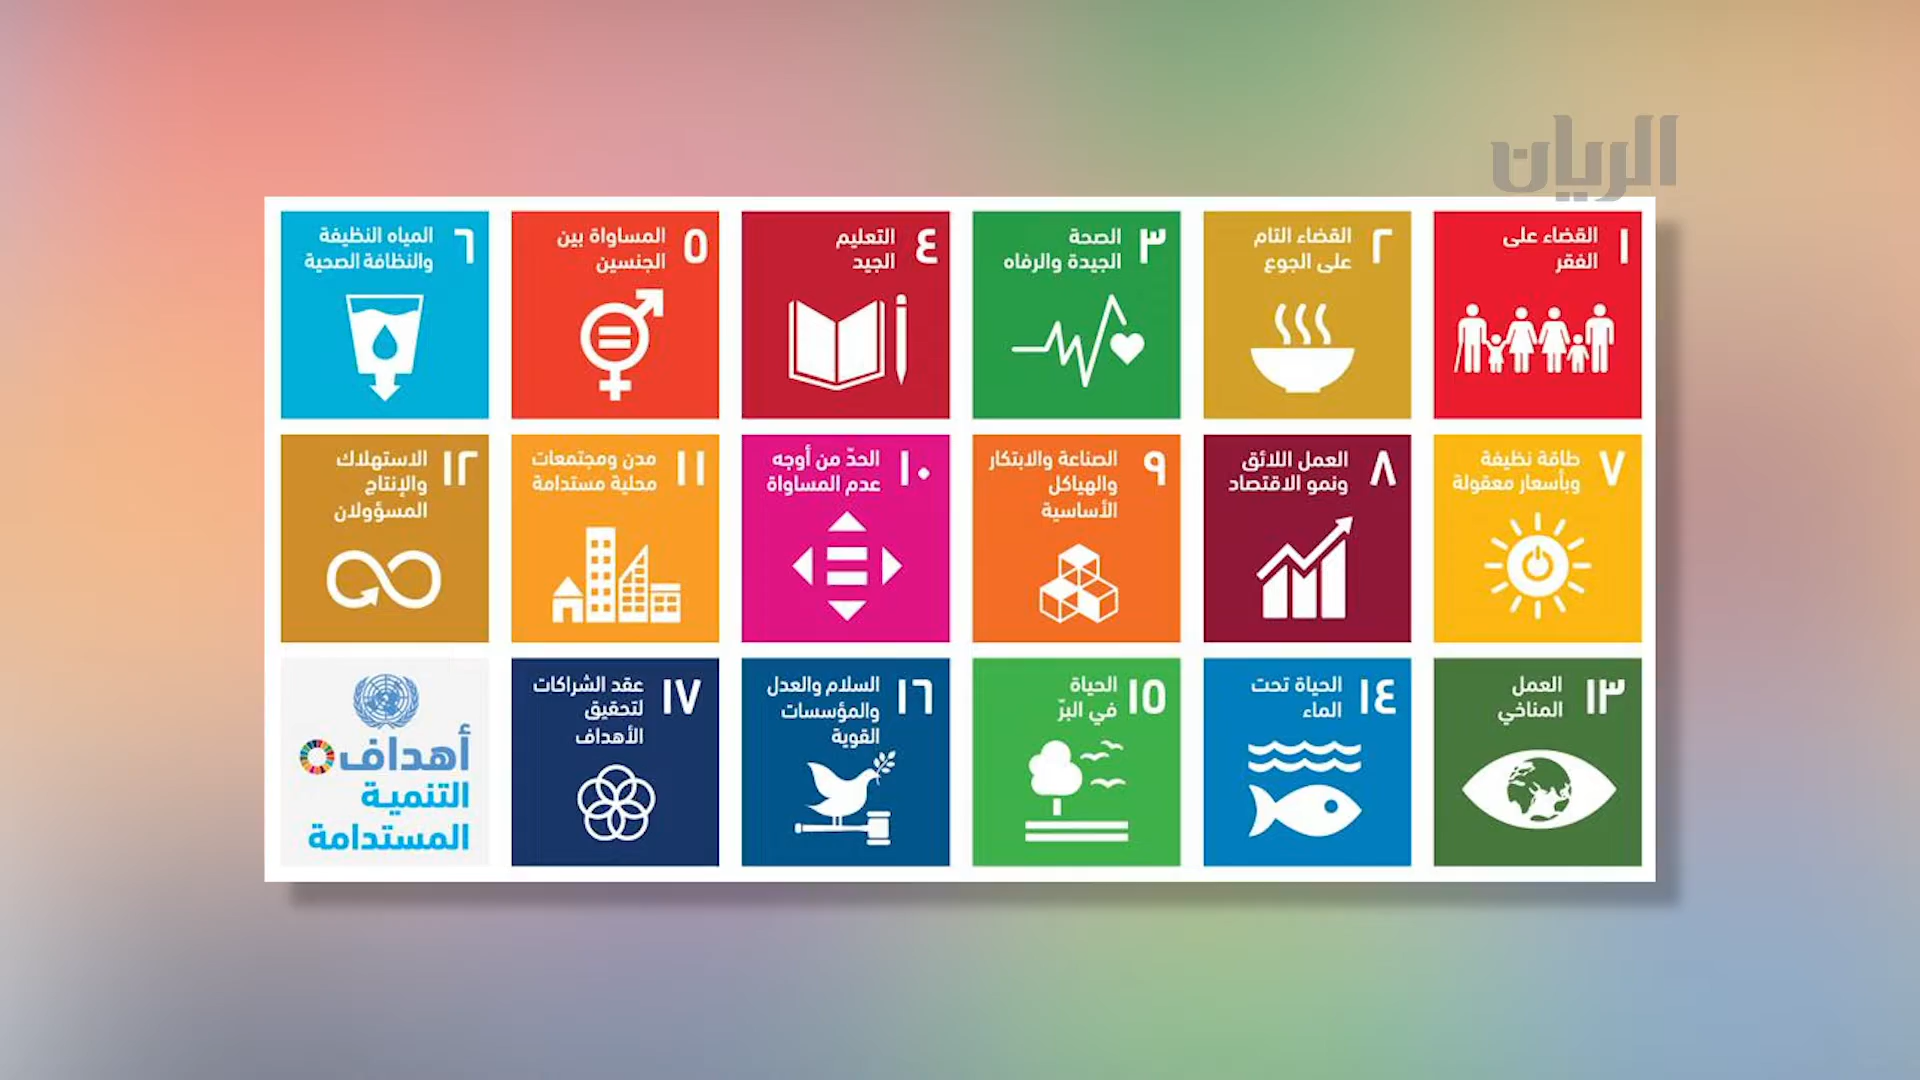 الريان
١
القضاء على
الفقر
٢
القضاء التام
على الجوع
٣
الصحة
الجيدة والرفاه
٤
التعليم
الجيد
٥
المساواة بين
الجنسين
٦
المياه النظيفة
والنظافة الصحية
٧
طاقة نظيفة
وبأسعار معقولة
٨
العمل اللائق
ونمو الاقتصاد
٩
الصناعة والابتكار
والهياكل
الأساسية
١٠
الحدّ من أوجه
عدم المساواة
١١
مدن ومجتمعات
محلية مستدامة
١٢
الاستهلاك
والإنتاج
المسؤولان
١٣
العمل
المناخي
١٤
الحياة تحت
الماء
١٥
الحياة
في البرّ
١٦
السلام والعدل
والمؤسسات
القوية
١٧
عقد الشراكات
لتحقيق
الأهداف
أهداف
التنمية
المستدامة